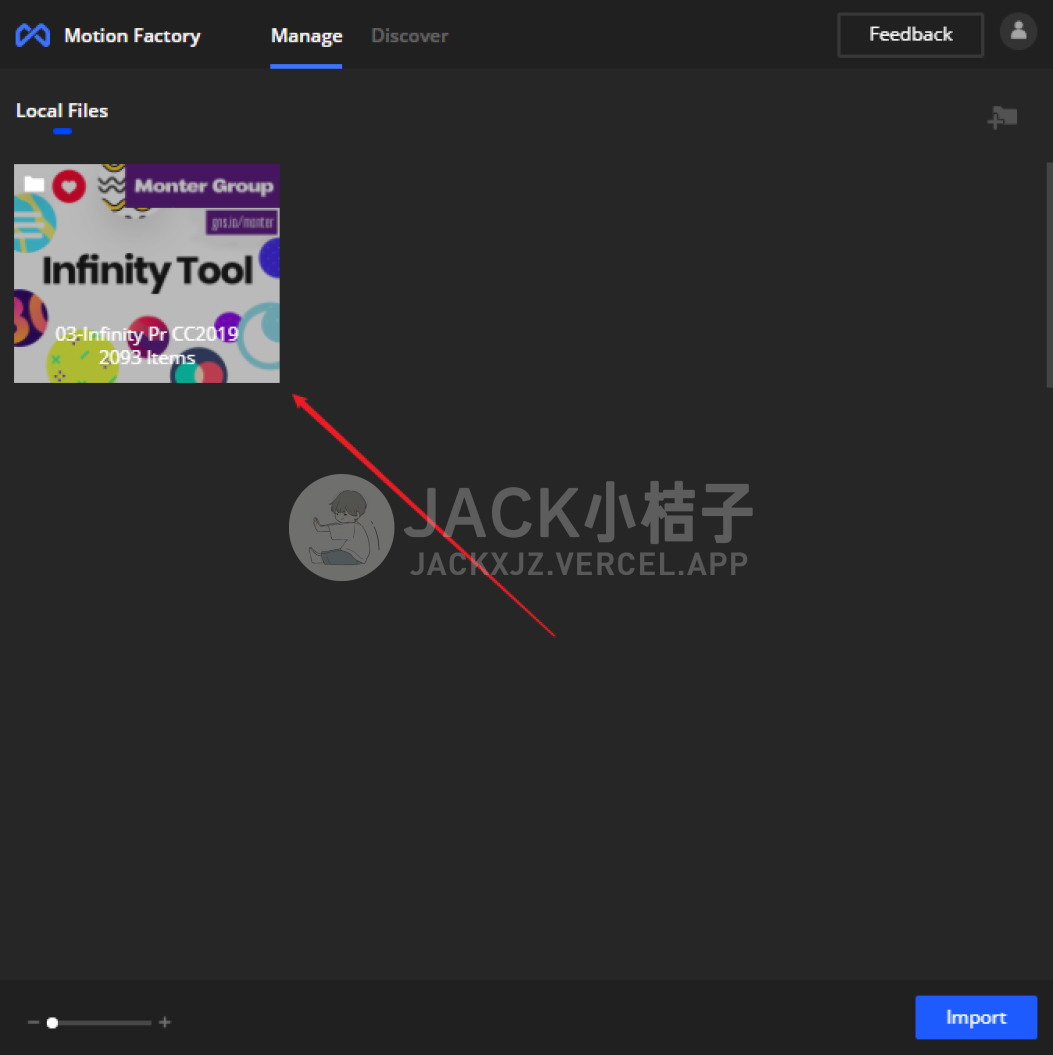 Motion Factory
Manage
Discover
Feedback
Local Files
Monter Group
gns.io/monter
Infinity Tool
03-Infinity Pr CC2019
2093 Items
JACK小桔子
JACKXJZ.VERCEL.APP
Import